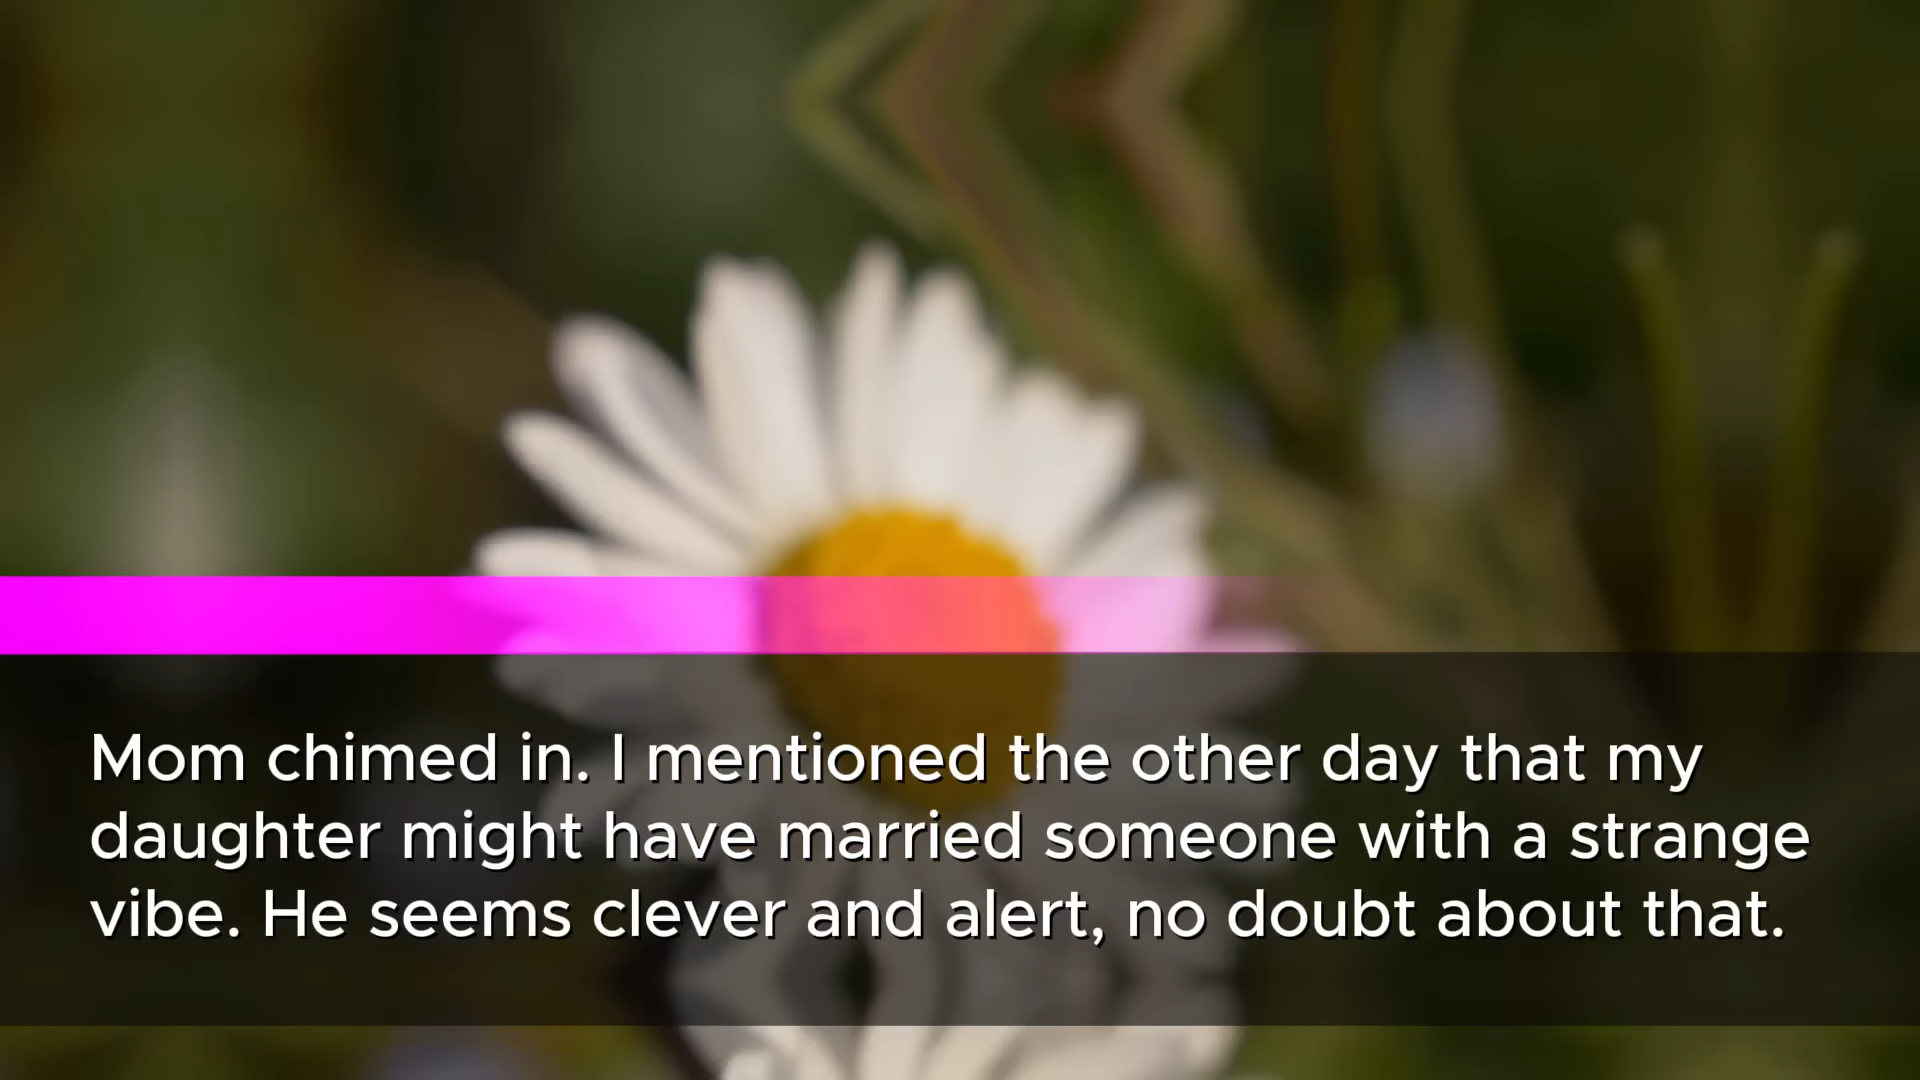 Mom chimed in. I mentioned the other day that my
daughter might have married someone with a strange
vibe. He seems clever and alert, no doubt about that.